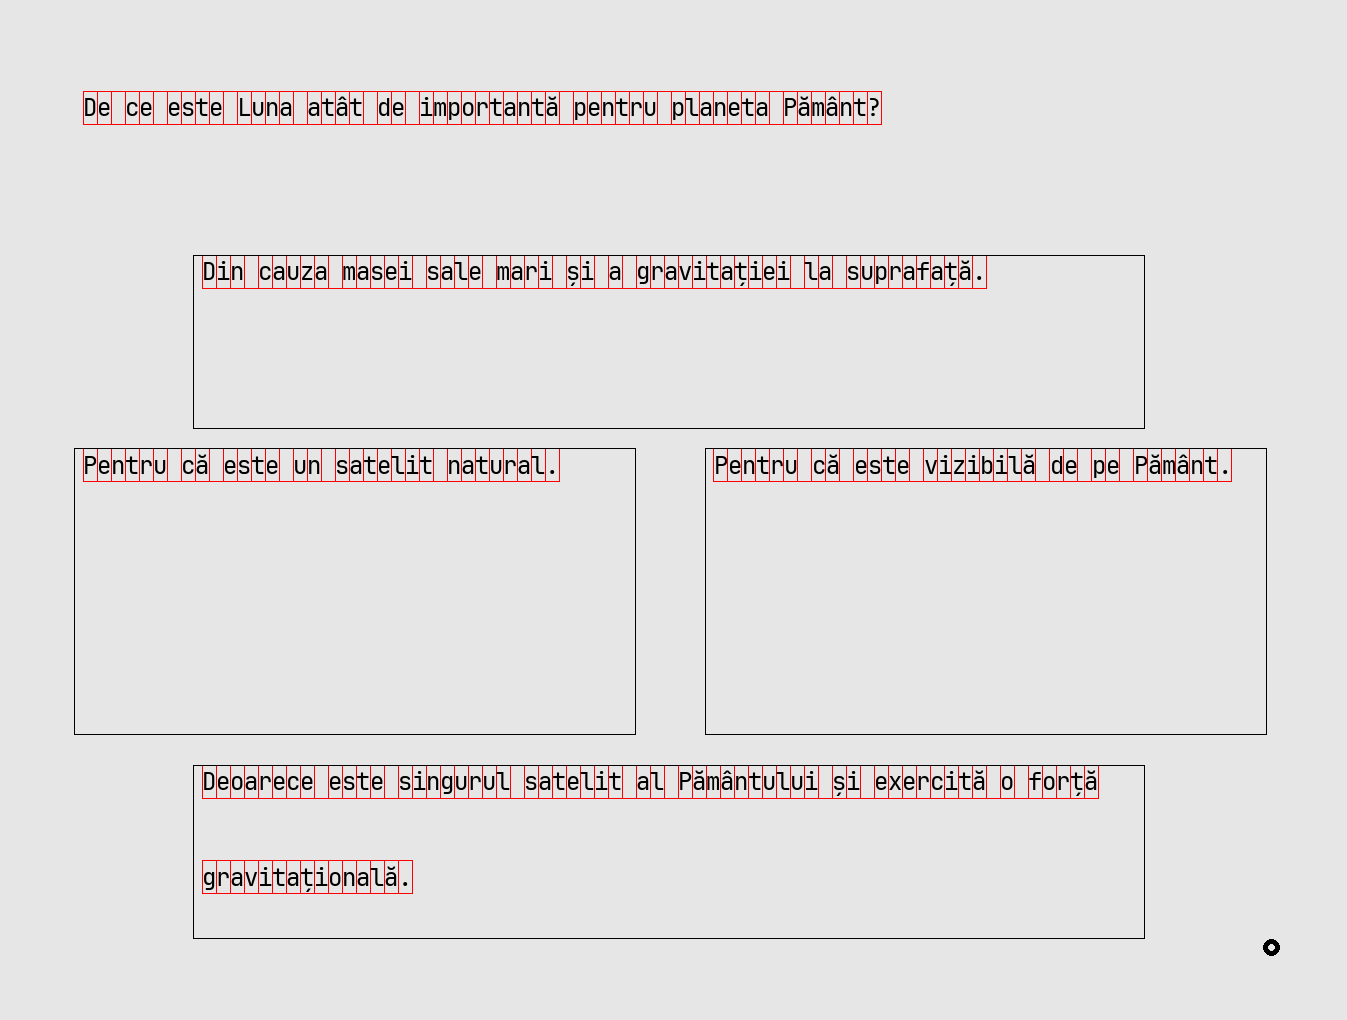 De ce este Luna atât de importantă pentru planeta Pământ?
Din cauza masei sale mari și a gravitației la suprafață.
Pentru că este un satelit natural.
Pentru că este vizibilă de pe Pământ.
Deoarece este singurul satelit al Pământului și exercită o forță
gravitațională.